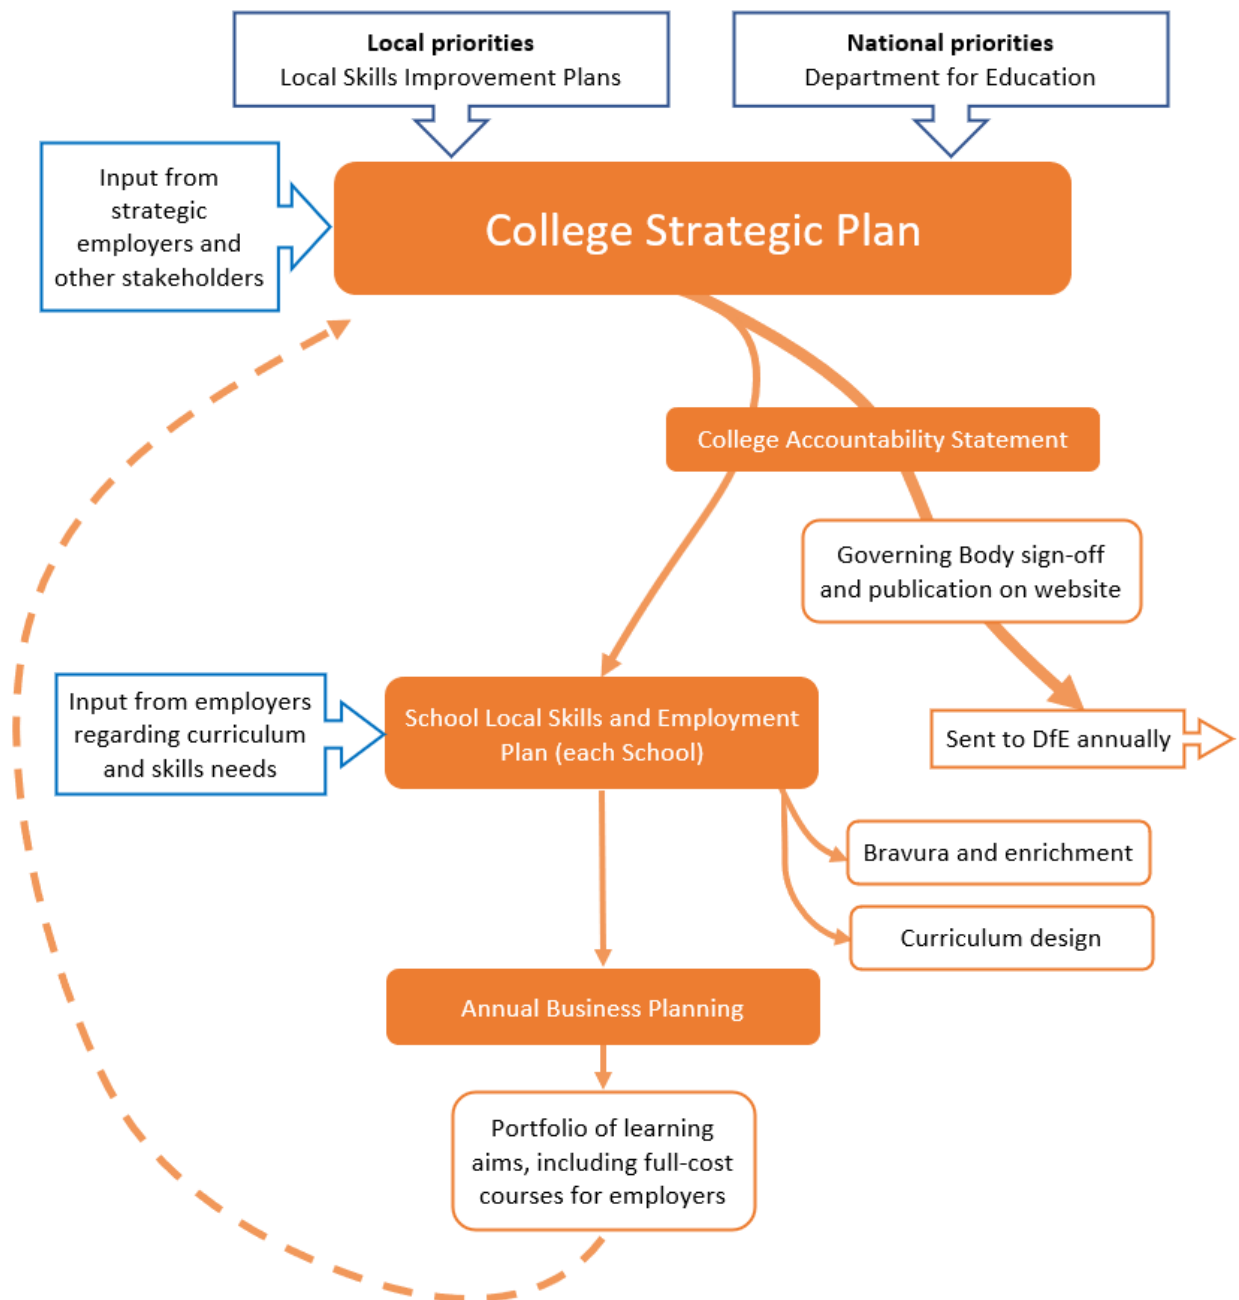 Local priorities
Local Skills Improvement Plans
National priorities
Department for Education
Input from
strategic
employers and
other stakeholders
College Strategic Plan
College Accountability Statement
Governing Body sign-off
and publication on website
Input from employers
regarding curriculum
and skills needs
School Local Skills and Employment
Plan (each School)
Sent to DfE annually
Bravura and enrichment
Curriculum design
Annual Business Planning
Portfolio of learning
aims, including full-cost
courses for employers